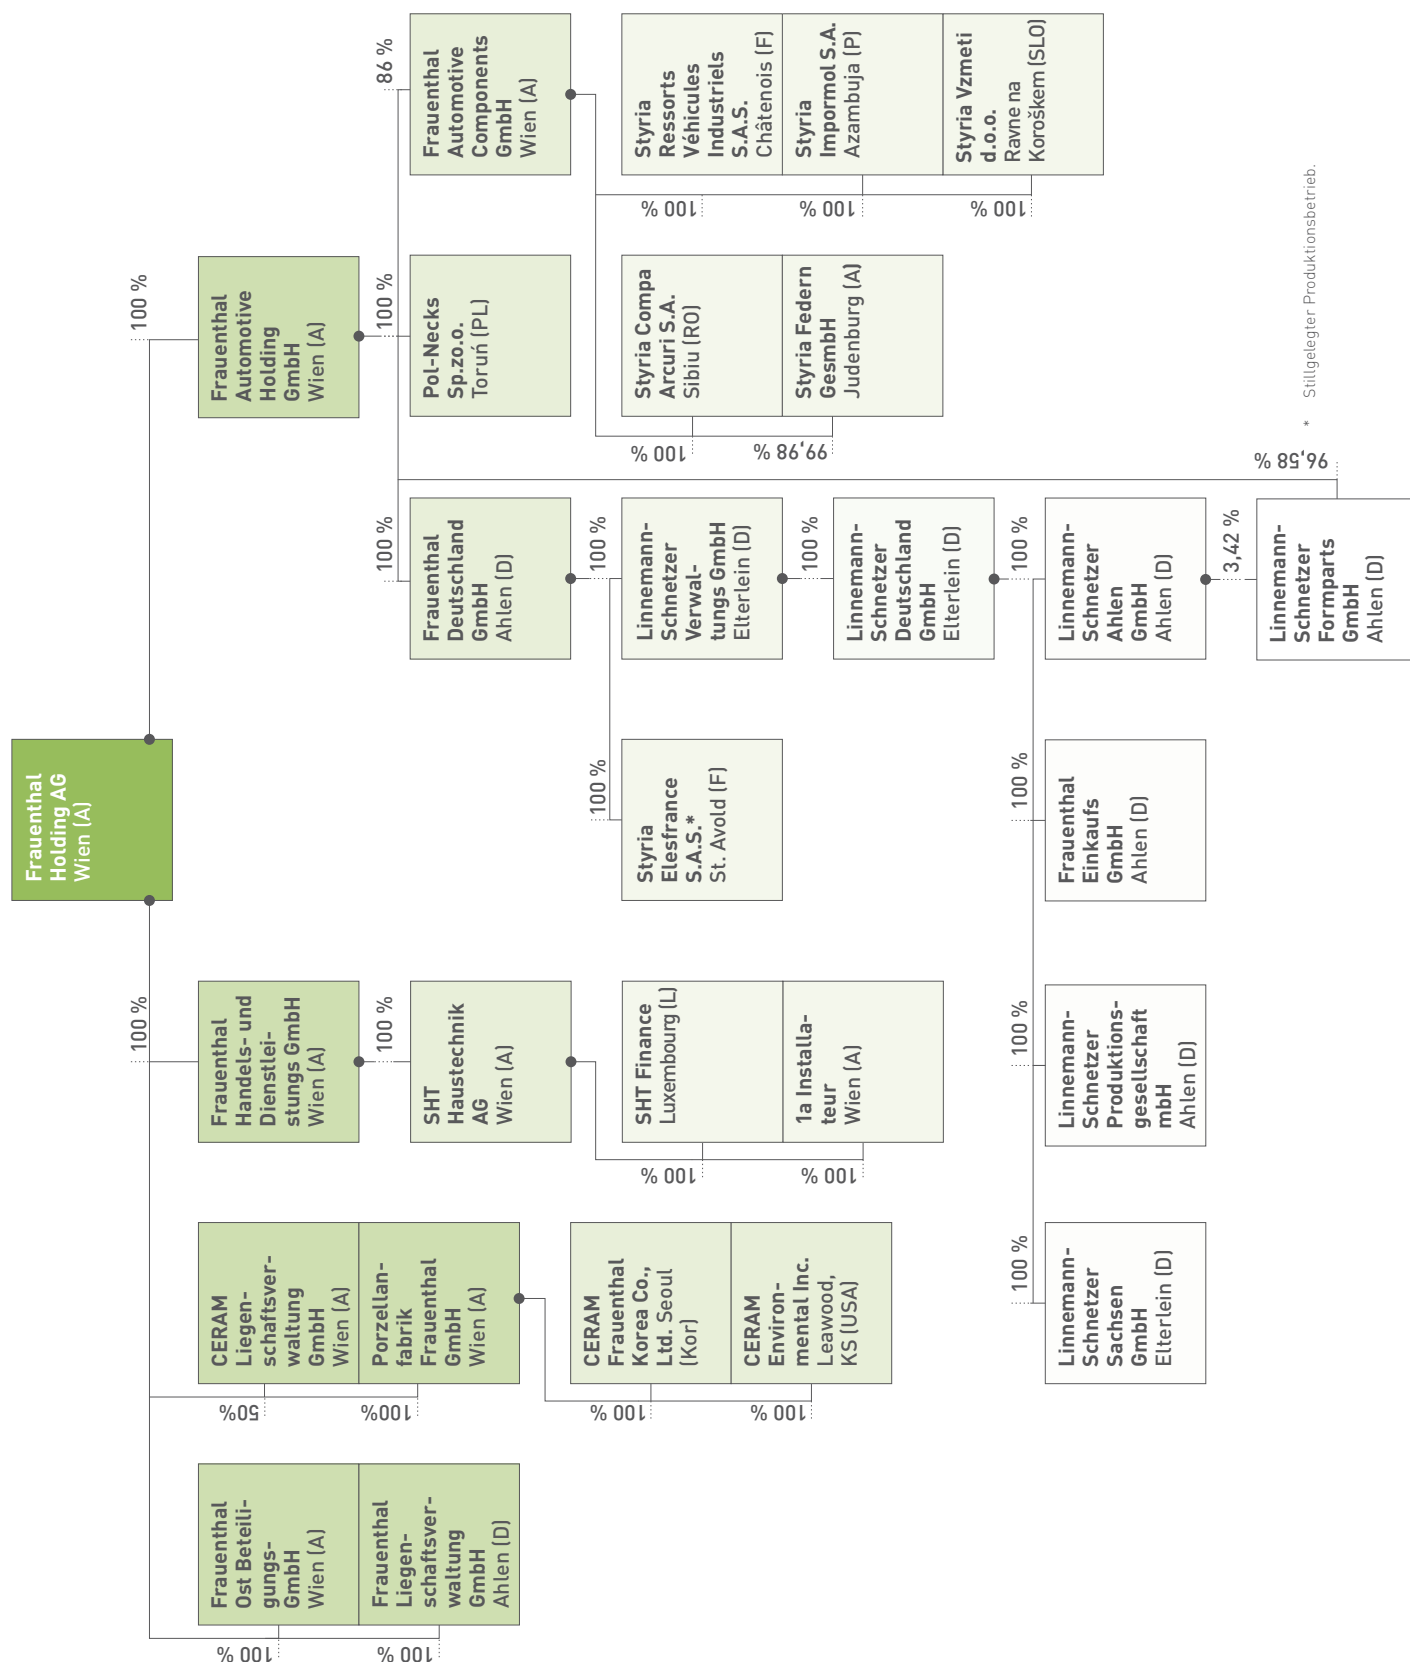 Frauenthal
Holding AG
Wien (A)
100 %
100 %
Frauenthal
Ost Beteili-
gungs-
GmbH
Wien (A)
100 %
Frauenthal
Liegen-
schaftsver-
waltung
GmbH
Ahlen (D)
100 %
CERAM
Liegen-
schaftsver-
waltung
GmbH
Wien (A)
50%
Porzellan-
fabrik
Frauenthal
GmbH
Wien (A)
100%
CERAM
Frauenthal
Korea Co.,
Ltd. Seoul
(Kor)
100 %
CERAM
Environ-
mental Inc.
Leawood,
KS (USA)
100 %
Frauenthal
Handels- und
Dienstlei-
stungs GmbH
Wien (A)
100 %
SHT
Haustechnik
AG
Wien (A)
SHT Finance
Luxembourg (L)
100 %
1a Installa-
teur
Wien (A)
100 %
100 %
Frauenthal
Automotive
Holding
GmbH
Wien (A)
100 %
Frauenthal
Deutschland
GmbH
Ahlen (D)
100 %
Pol-Necks
Sp.zo.o.
Toruń (PL)
86 %
Frauenthal
Automotive
Components
GmbH
Wien (A)
100 %
Styria
Elesfrance
S.A.S.*
St. Avold (F)
100 %
Linnemann-
Schnetzer
Verwal-
tungs GmbH
Elterlein (D)
Styria Compa
Arcuri S.A.
Sibiu (RO)
100 %
Styria Federn
GesmbH
Judenburg (A)
99,98 %
Styria
Ressorts
Véhicules
Industriels
S.A.S.
Châtenois (F)
100 %
Styria
Impormol S.A.
Azambuja (P)
100 %
Styria Vzmeti
d.o.o.
Ravne na
Koroškem (SLO)
100 %
100 %
Linnemann-
Schnetzer
Deutschland
GmbH
Elterlein (D)
100 %
Linnemann-
Schnetzer
Sachsen
GmbH
Elterlein (D)
100 %
Linnemann-
Schnetzer
Produktions-
gesellschaft
mbH
Ahlen (D)
100 %
Frauenthal
Einkaufs
GmbH
Ahlen (D)
100 %
Linnemann-
Schnetzer
Ahlen
GmbH
Ahlen (D)
3,42 %
Linnemann-
Schnetzer
Formparts
GmbH
Ahlen (D)
96,58 %
* Stillgelegter Produktionsbetrieb.